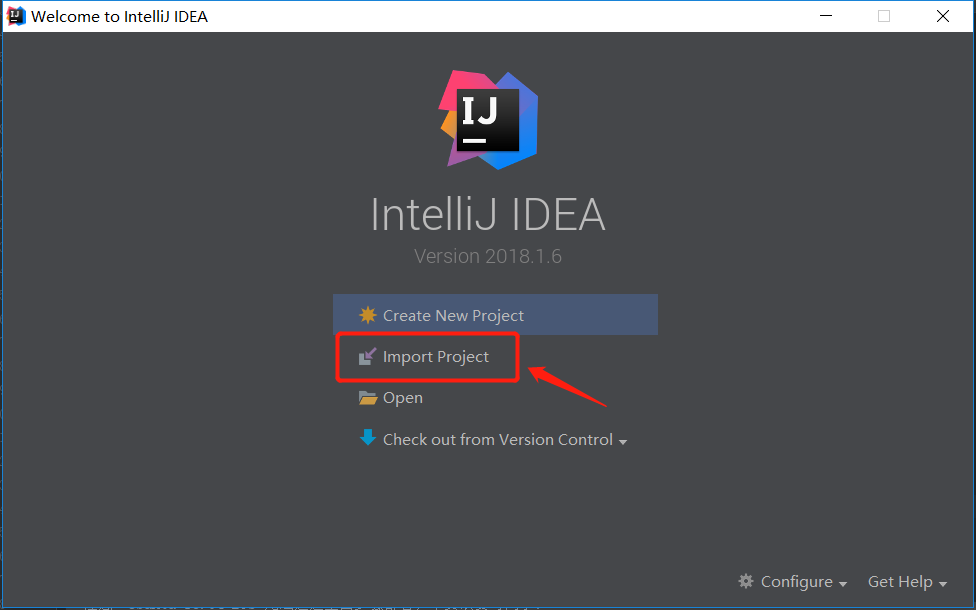 Welcome to IntelliJ IDEA
IJ
IntelliJ IDEA
Version 2018.1.6
Create New Project
Import Project
Open
Check out from Version Control
Configure
Get Help